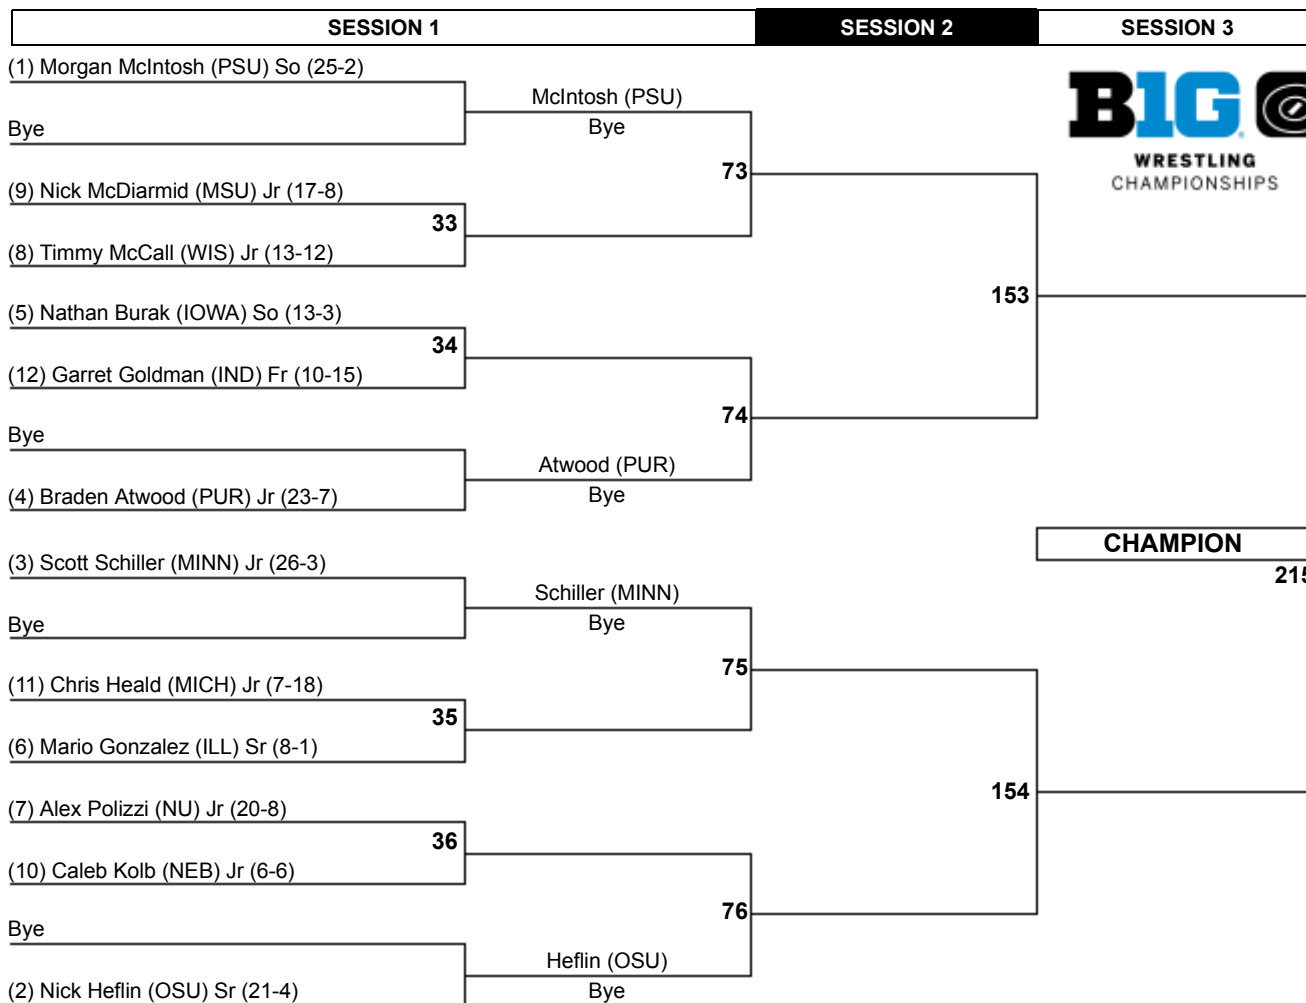 SESSION 1 SESSION 2 SESSION 3
(1) Morgan McIntosh (PSU) So (25-2)
McIntosh (PSU)
Bye
Bye
B1G
WRESTLING
CHAMPIONSHIPS
73
(9) Nick McDiarmid (MSU) Jr (17-8)
33
(8) Timmy McCall (WIS) Jr (13-12)
153
(5) Nathan Burak (IOWA) So (13-3)
34
(12) Garret Goldman (IND) Fr (10-15)
74
Bye
Atwood (PUR)
Bye
(4) Braden Atwood (PUR) Jr (23-7)
CHAMPION
215
(3) Scott Schiller (MINN) Jr (26-3)
Schiller (MINN)
Bye
Bye
75
(11) Chris Heald (MICH) Jr (7-18)
35
(6) Mario Gonzalez (ILL) Sr (8-1)
154
(7) Alex Polizzi (NU) Jr (20-8)
36
(10) Caleb Kolb (NEB) Jr (6-6)
76
Bye
Heflin (OSU)
Bye
(2) Nick Heflin (OSU) Sr (21-4)